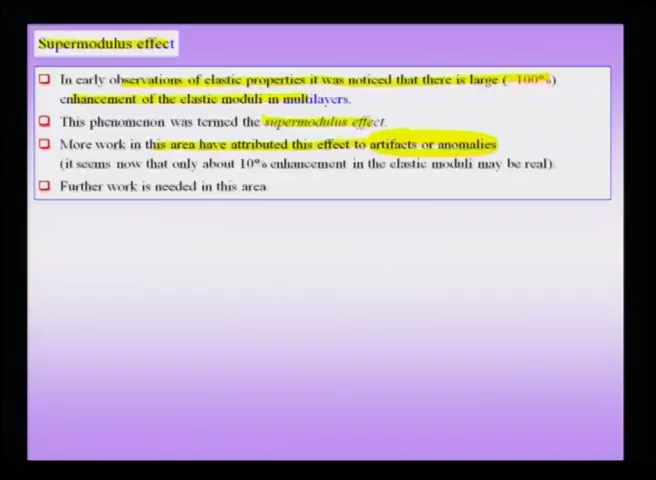 Supermodulus effect
In early observations of elastic properties it was noticed that there is large (~100%)
enhancement of the elastic moduli in multilayers.
This phenomenon was termed the supermodulus effect.
More work in this area have attributed this effect to artifacts or anomalies
(it seems now that only about 10% enhancement in the elastic moduli may be real).
Further work is needed in this area.